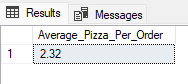 Results Messages
Average_Pizza_Per_Order
1 2.32